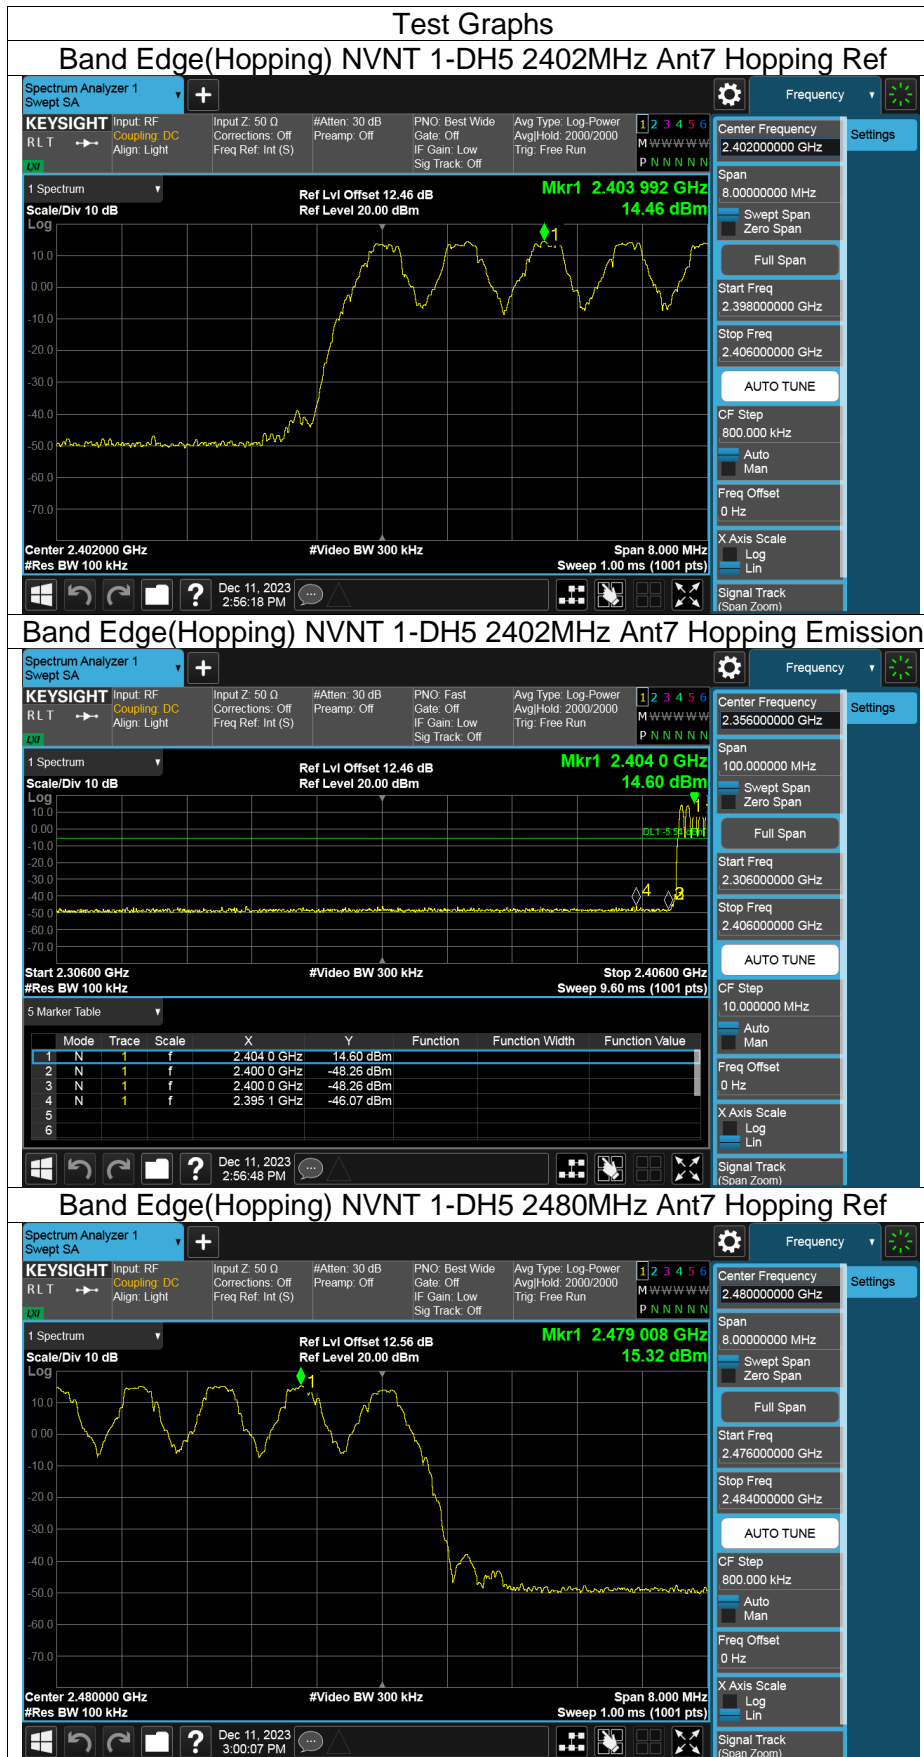 Test Graphs
Band Edge(Hopping) NVNT 1-DH5 2402MHz Ant7 Hopping Ref
Spectrum Analyzer 1
Swept SA
Frequency
KEYSIGHT
RLT
LXI
Input: RF
Coupling: DC
Align: Light
Input Z: 50 Ω
Corrections: Off
Freq Ref: Int (S)
#Atten: 30 dB
Preamp: Off
PNO: Best Wide
Gate: Off
IF Gain: Low
Sig Track: Off
Avg Type: Log-Power
Avg|Hold: 2000/2000
Trig: Free Run
1 2 3 4 5 6
M W W W W W
P N N N N N
1 Spectrum
Scale/Div 10 dB
Log
Ref Lvl Offset 12.46 dB
Ref Level 20.00 dBm
Mkr1 2.403 992 GHz
14.46 dBm
1
10.0
0.00
-10.0
-20.0
-30.0
-40.0
-50.0
-60.0
-70.0
Center 2.402000 GHz
#Res BW 100 kHz
#Video BW 300 kHz
Span 8.000 MHz
Sweep 1.00 ms (1001 pts)
Dec 11, 2023
2:56:18 PM
Center Frequency
2.402000000 GHz
Span
8.00000000 MHz
Swept Span
Zero Span
Full Span
Start Freq
2.398000000 GHz
Stop Freq
2.406000000 GHz
AUTO TUNE
CF Step
800.000 kHz
Auto
Man
Freq Offset
0 Hz
X Axis Scale
Log
Lin
Signal Track
(Span Zoom)
Settings
Band Edge(Hopping) NVNT 1-DH5 2402MHz Ant7 Hopping Emission
Spectrum Analyzer 1
Swept SA
Frequency
KEYSIGHT
RLT
LXI
Input: RF
Coupling: DC
Align: Light
Input Z: 50 Ω
Corrections: Off
Freq Ref: Int (S)
#Atten: 30 dB
Preamp: Off
PNO: Fast
Gate: Off
IF Gain: Low
Sig Track: Off
Avg Type: Log-Power
Avg|Hold: 2000/2000
Trig: Free Run
1 2 3 4 5 6
M W W W W W
P N N N N N
1 Spectrum
Scale/Div 10 dB
Log
Ref Lvl Offset 12.46 dB
Ref Level 20.00 dBm
Mkr1 2.404 0 GHz
14.60 dBm
1
10.0
0.00
-10.0
-20.0
-30.0
-40.0
-50.0
-60.0
-70.0
DL1 -5.54 dBm
4
Start 2.30600 GHz
#Res BW 100 kHz
#Video BW 300 kHz
Stop 2.40600 GHz
Sweep 9.60 ms (1001 pts)
5 Marker Table
Mode Trace Scale X Y Function Function Width Function Value
1 N 1 f 2.404 0 GHz 14.60 dBm
2 N 1 f 2.400 0 GHz -48.26 dBm
3 N 1 f 2.400 0 GHz -48.26 dBm
4 N 1 f 2.395 1 GHz -46.07 dBm
5
6
Dec 11, 2023
2:56:48 PM
Center Frequency
2.356000000 GHz
Span
100.000000 MHz
Swept Span
Zero Span
Full Span
Start Freq
2.306000000 GHz
Stop Freq
2.406000000 GHz
AUTO TUNE
CF Step
10.000000 MHz
Auto
Man
Freq Offset
0 Hz
X Axis Scale
Log
Lin
Signal Track
(Span Zoom)
Settings
Band Edge(Hopping) NVNT 1-DH5 2480MHz Ant7 Hopping Ref
Spectrum Analyzer 1
Swept SA
Frequency
KEYSIGHT
RLT
LXI
Input: RF
Coupling: DC
Align: Light
Input Z: 50 Ω
Corrections: Off
Freq Ref: Int (S)
#Atten: 30 dB
Preamp: Off
PNO: Best Wide
Gate: Off
IF Gain: Low
Sig Track: Off
Avg Type: Log-Power
Avg|Hold: 2000/2000
Trig: Free Run
1 2 3 4 5 6
M W W W W W
P N N N N N
1 Spectrum
Scale/Div 10 dB
Log
Ref Lvl Offset 12.56 dB
Ref Level 20.00 dBm
Mkr1 2.479 008 GHz
15.32 dBm
1
10.0
0.00
-10.0
-20.0
-30.0
-40.0
-50.0
-60.0
-70.0
Center 2.480000 GHz
#Res BW 100 kHz
#Video BW 300 kHz
Span 8.000 MHz
Sweep 1.00 ms (1001 pts)
Dec 11, 2023
3:00:07 PM
Center Frequency
2.480000000 GHz
Span
8.00000000 MHz
Swept Span
Zero Span
Full Span
Start Freq
2.476000000 GHz
Stop Freq
2.484000000 GHz
AUTO TUNE
CF Step
800.000 kHz
Auto
Man
Freq Offset
0 Hz
X Axis Scale
Log
Lin
Signal Track
(Span Zoom)
Settings